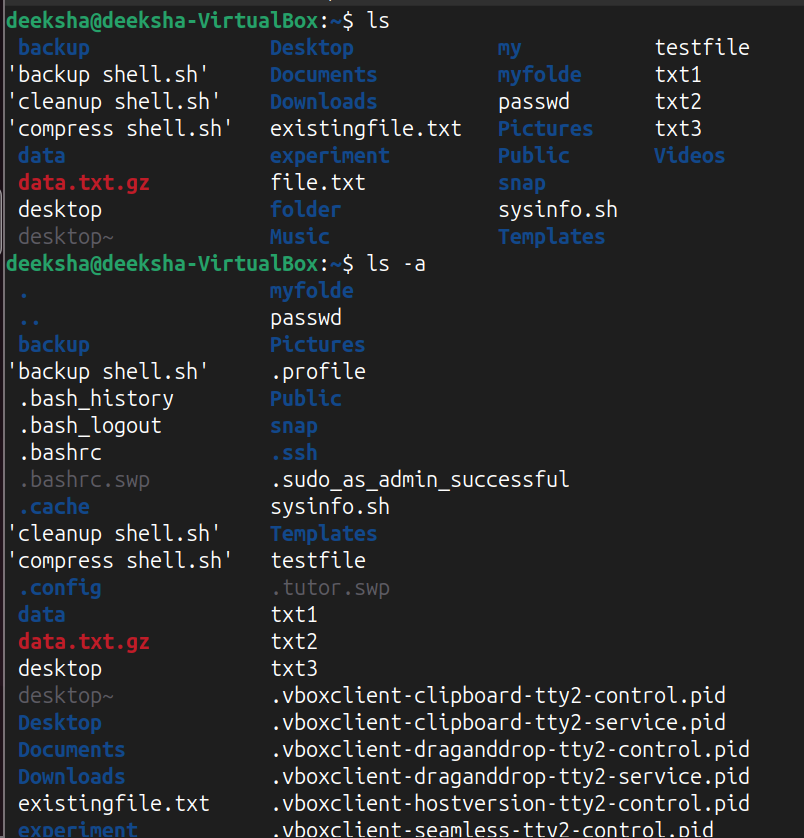 deeksha@deeksha-VirtualBox:~$ ls
backup Desktop my testfile
'backup shell.sh' Documents myfolde txt1
'cleanup shell.sh' Downloads passwd txt2
'compress shell.sh' existingfile.txt Pictures txt3
data experiment Public Videos
data.txt.gz file.txt snap
desktop folder sysinfo.sh
desktop~ Music Templates
deeksha@deeksha-VirtualBox:~$ ls -a
. myfolde
.. passwd
backup Pictures
'backup shell.sh' .profile
.bash_history Public
.bash_logout snap
.bashrc .ssh
.bashrc.swp .sudo_as_admin_successful
.cache sysinfo.sh
'cleanup shell.sh' Templates
'compress shell.sh' testfile
.config .tutor.swp
data txt1
data.txt.gz txt2
desktop txt3
desktop~ .vboxclient-clipboard-tty2-control.pid
Desktop .vboxclient-clipboard-tty2-service.pid
Documents .vboxclient-draganddrop-tty2-control.pid
Downloads .vboxclient-draganddrop-tty2-service.pid
existingfile.txt .vboxclient-hostversion-tty2-control.pid
experiment .vboxclient-seamless-tty2-control.pid